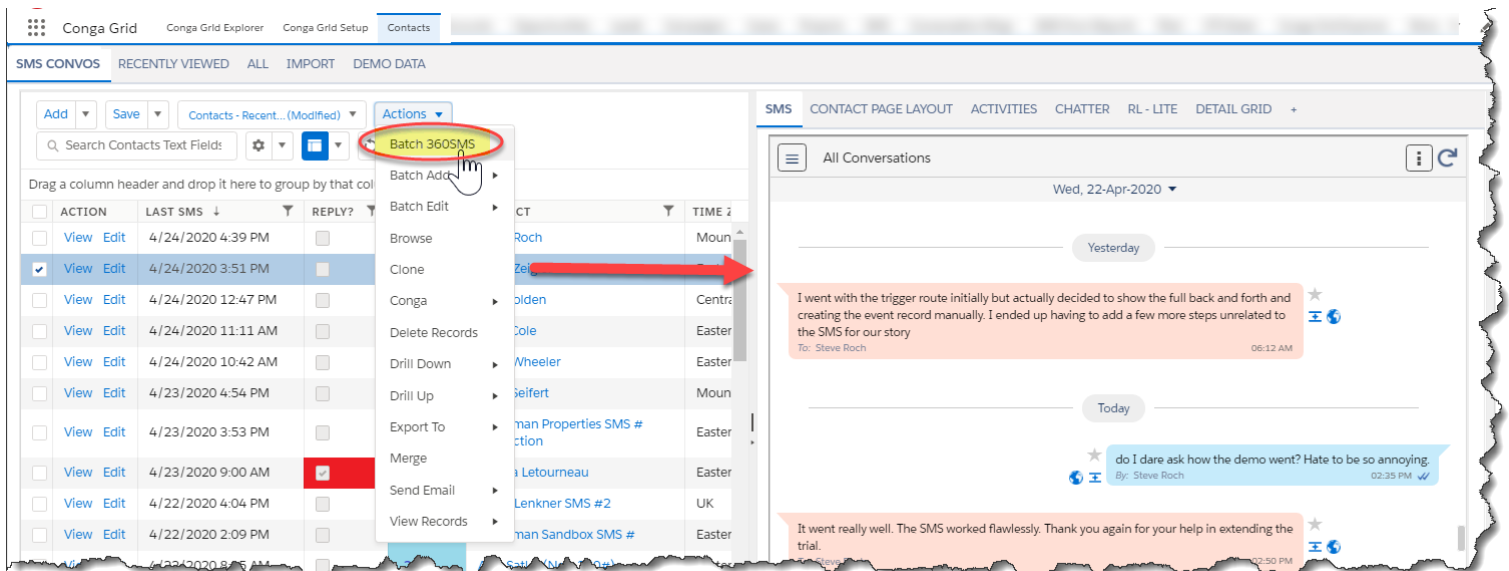 Conga Grid
Conga Grid Explorer
Conga Grid Setup
Contacts
SMS CONVOS
RECENTLY VIEWED
ALL
IMPORT
DEMO DATA
Add
Save
Contacts - Recent... (Modified)
Actions
Search Contacts Text Fields
Drag a column header and drop it here to group by that col
ACTION
LAST SMS ↓
REPLY?
CT
TIME Z
View Edit 4/24/2020 4:39 PM Roch Moun
View Edit 4/24/2020 3:51 PM Zeig
View Edit 4/24/2020 12:47 PM olden Centra
View Edit 4/24/2020 11:11 AM Cole Easter
View Edit 4/24/2020 10:42 AM Wheeler Easter
View Edit 4/23/2020 4:54 PM Seifert Moun
View Edit 4/23/2020 3:53 PM man Properties SMS # Easter
ction
View Edit 4/23/2020 9:00 AM a Letourneau Easter
View Edit 4/22/2020 4:04 PM Lenkner SMS #2 UK
View Edit 4/22/2020 2:09 PM man Sandbox SMS # Easter
Batch 360SMS
Batch Add
Batch Edit
Browse
Clone
Conga
Delete Records
Drill Down
Drill Up
Export To
Merge
Send Email
View Records
SMS
CONTACT PAGE LAYOUT
ACTIVITIES
CHATTER
RL - LITE
DETAIL GRID
+
All Conversations
Wed, 22-Apr-2020
Yesterday
I went with the trigger route initially but actually decided to show the full back and forth and
creating the event record manually. I ended up having to add a few more steps unrelated to
the SMS for our story
To: Steve Roch 06:12 AM
Today
do I dare ask how the demo went? Hate to be so annoying.
By: Steve Roch 02:35 PM
It went really well. The SMS worked flawlessly. Thank you again for your help in extending the
trial.
02:50 PM